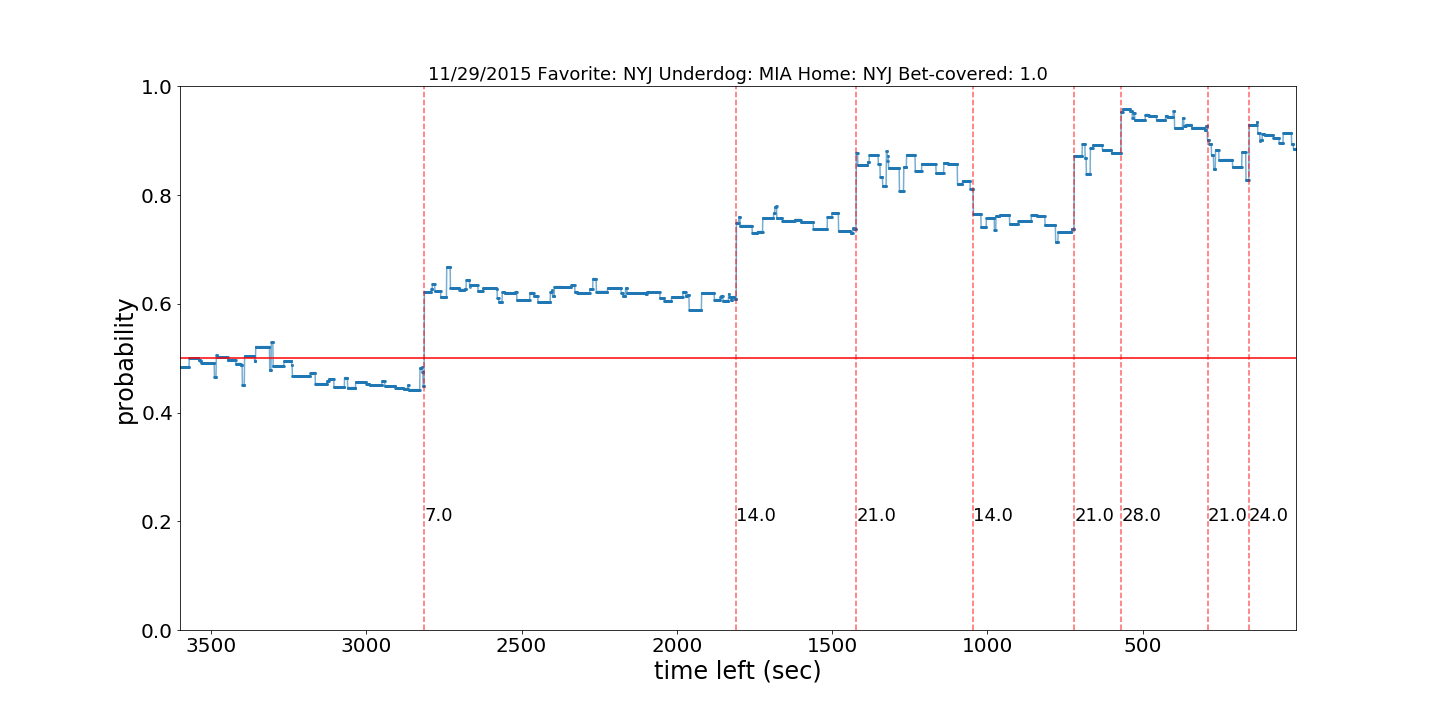 11/29/2015 Favorite: NYJ Underdog: MIA Home: NYJ Bet-covered: 1.0
1.0
0.8
0.6
0.4
0.2
0.0
probability
7.0 14.0 21.0 14.0 21.0 28.0 21.0 24.0
3500 3000 2500 2000 1500 1000 500
time left (sec)